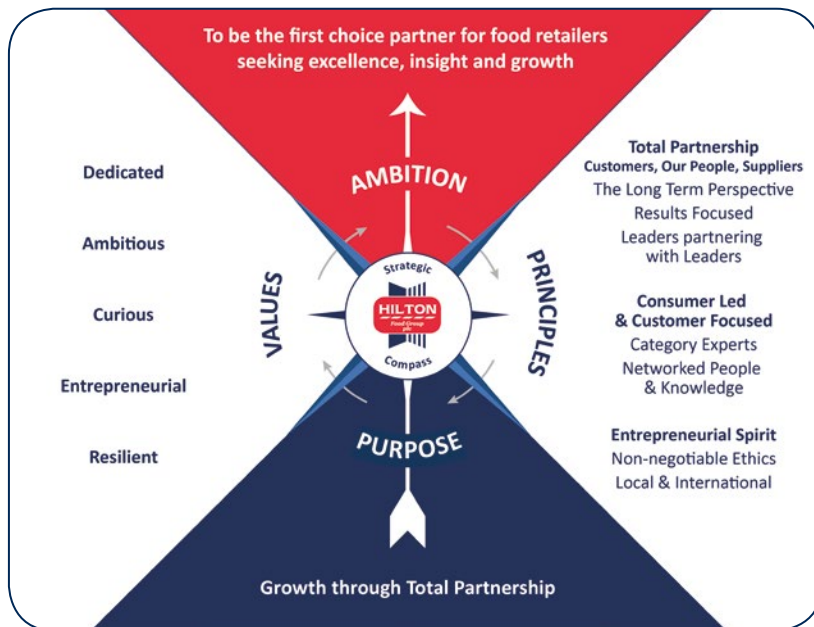 To be the first choice partner for food retailers
seeking excellence, insight and growth
AMBITION
Dedicated
Ambitious
Curious
Entrepreneurial
Resilient
VALUES
Strategic
HILTON
Food Group
plc
Compass
PRINCIPLES
Total Partnership
Customers, Our People, Suppliers
The Long Term Perspective
Results Focused
Leaders partnering
with Leaders
Consumer Led
& Customer Focused
Category Experts
Networked People
& Knowledge
Entrepreneurial Spirit
Non-negotiable Ethics
Local & International
PURPOSE
Growth through Total Partnership